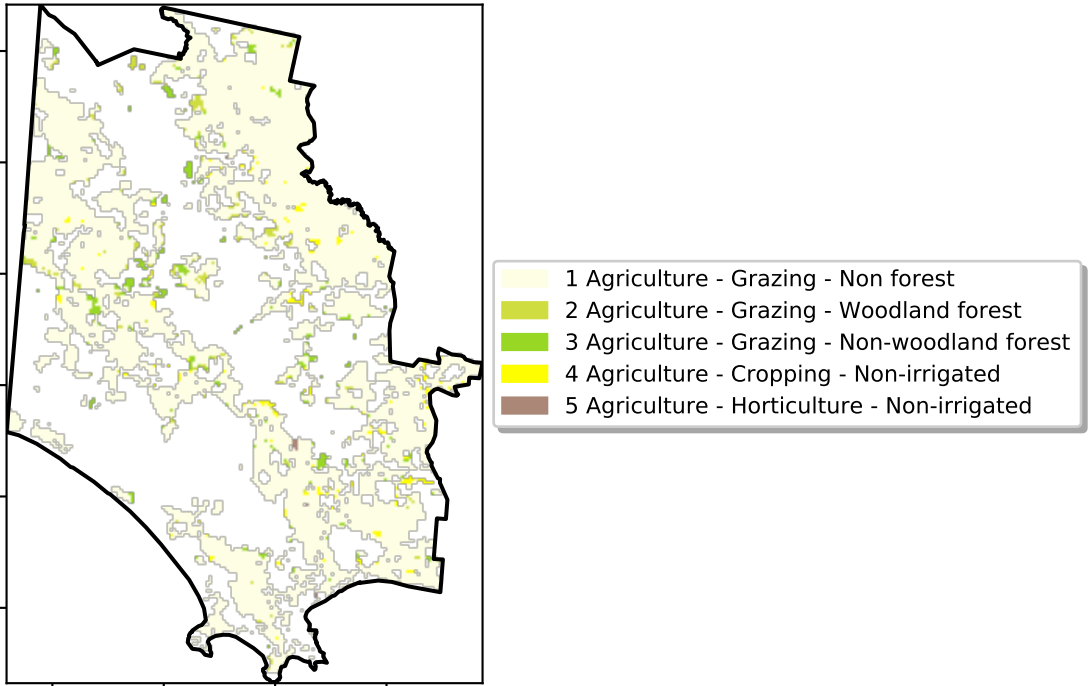 1 Agriculture - Grazing - Non forest
2 Agriculture - Grazing - Woodland forest
3 Agriculture - Grazing - Non-woodland forest
4 Agriculture - Cropping - Non-irrigated
5 Agriculture - Horticulture - Non-irrigated